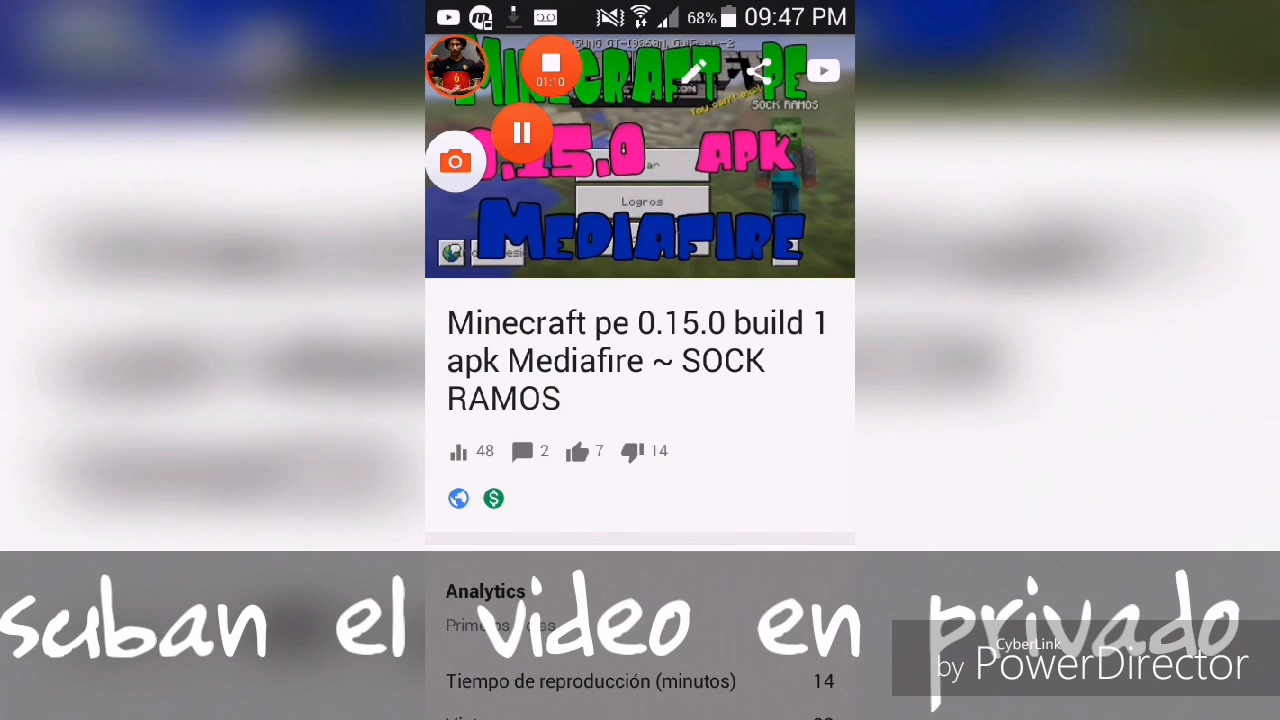 68% 09:47 PM
MINECRAFT PE
01:10
SOCK RAMOS
0.15.0 APK
Logros
MEDIAFIRE
Minecraft pe 0.15.0 build 1
apk Mediafire ~ SOCK
RAMOS
48 2 7 14
Analytics
suban el video en privado
CyberLink
by PowerDirector
Tiempo de reproducción (minutos) 14